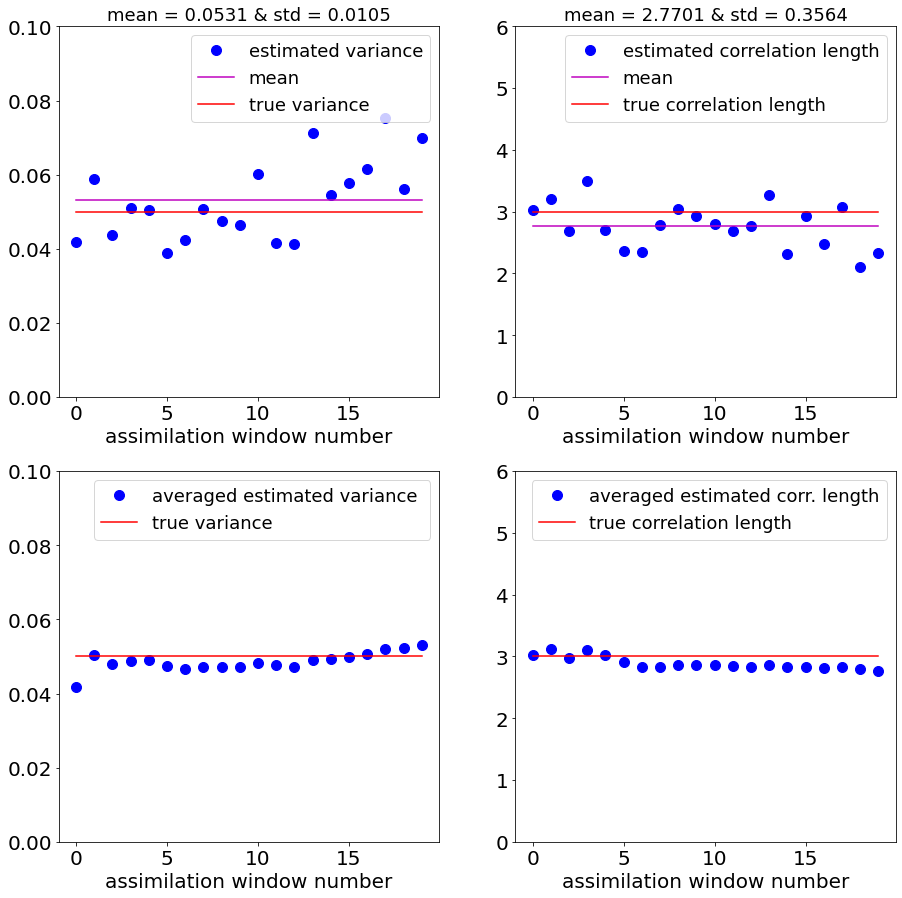 mean = 0.0531 & std = 0.0105
0.10
0.08
0.06
0.04
0.02
0.00
estimated variance
mean
true variance
0
5
10
15
assimilation window number
mean = 2.7701 & std = 0.3564
6
5
4
3
2
1
0
estimated correlation length
mean
true correlation length
0
5
10
15
assimilation window number
0.10
0.08
0.06
0.04
0.02
0.00
averaged estimated variance
true variance
0
5
10
15
assimilation window number
6
5
4
3
2
1
0
averaged estimated corr. length
true correlation length
0
5
10
15
assimilation window number